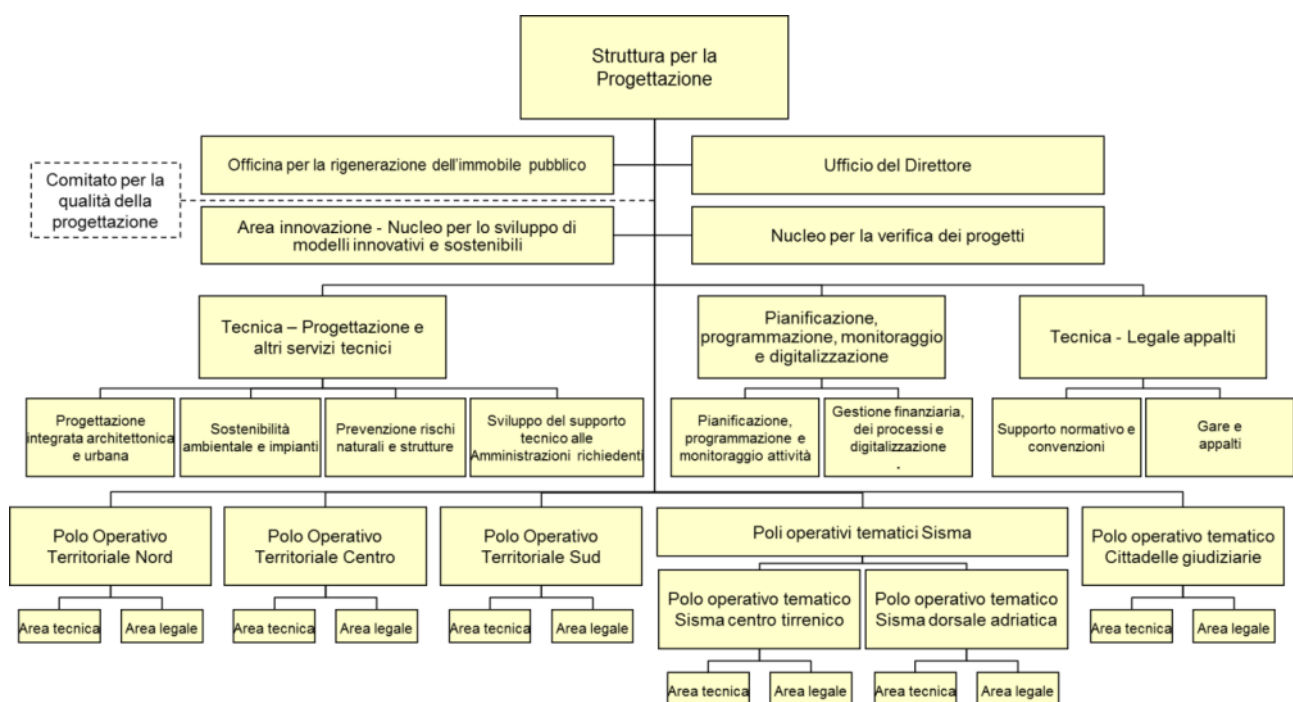 Struttura per la
Progettazione
Officina per la rigenerazione dell'immobile pubblico
Ufficio del Direttore
Comitato per la
qualità della
progettazione
Area innovazione - Nucleo per lo sviluppo di
modelli innovativi e sostenibili
Nucleo per la verifica dei progetti
Tecnica – Progettazione e
altri servizi tecnici
Pianificazione,
programmazione, monitoraggio
e digitalizzazione
Tecnica - Legale appalti
Progettazione
integrata architettonica
e urbana
Sostenibilità
ambientale e impianti
Prevenzione rischi
naturali e strutture
Sviluppo del supporto
tecnico alle
Amministrazioni richiedenti
Pianificazione,
programmazione e
monitoraggio attività
Gestione finanziaria,
dei processi e
digitalizzazione
.
Supporto normativo e
convenzioni
Gare e
appalti
Polo Operativo
Territoriale Nord
Polo Operativo
Territoriale Centro
Polo Operativo
Territoriale Sud
Poli operativi tematici Sisma
Polo operativo tematico
Cittadelle giudiziarie
Polo operativo tematico
Sisma centro tirrenico
Polo operativo tematico
Sisma dorsale adriatica
Area tecnica
Area legale
Area tecnica
Area legale
Area tecnica
Area legale
Area tecnica
Area legale
Area tecnica
Area legale
Area tecnica
Area legale